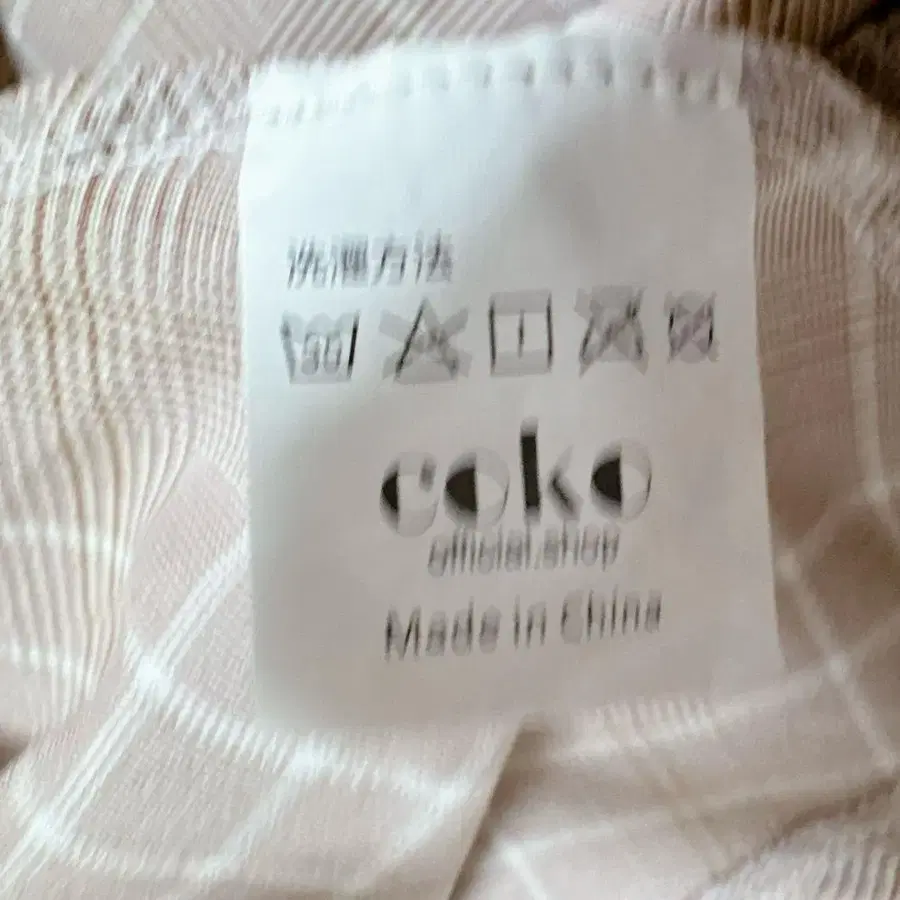 洗濯方法
coko
official.shop
Made in China